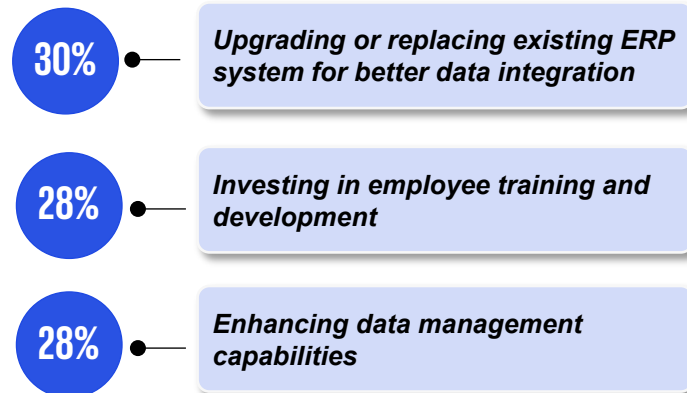 30%
Upgrading or replacing existing ERP
system for better data integration
28%
Investing in employee training and
development
28%
Enhancing data management
capabilities